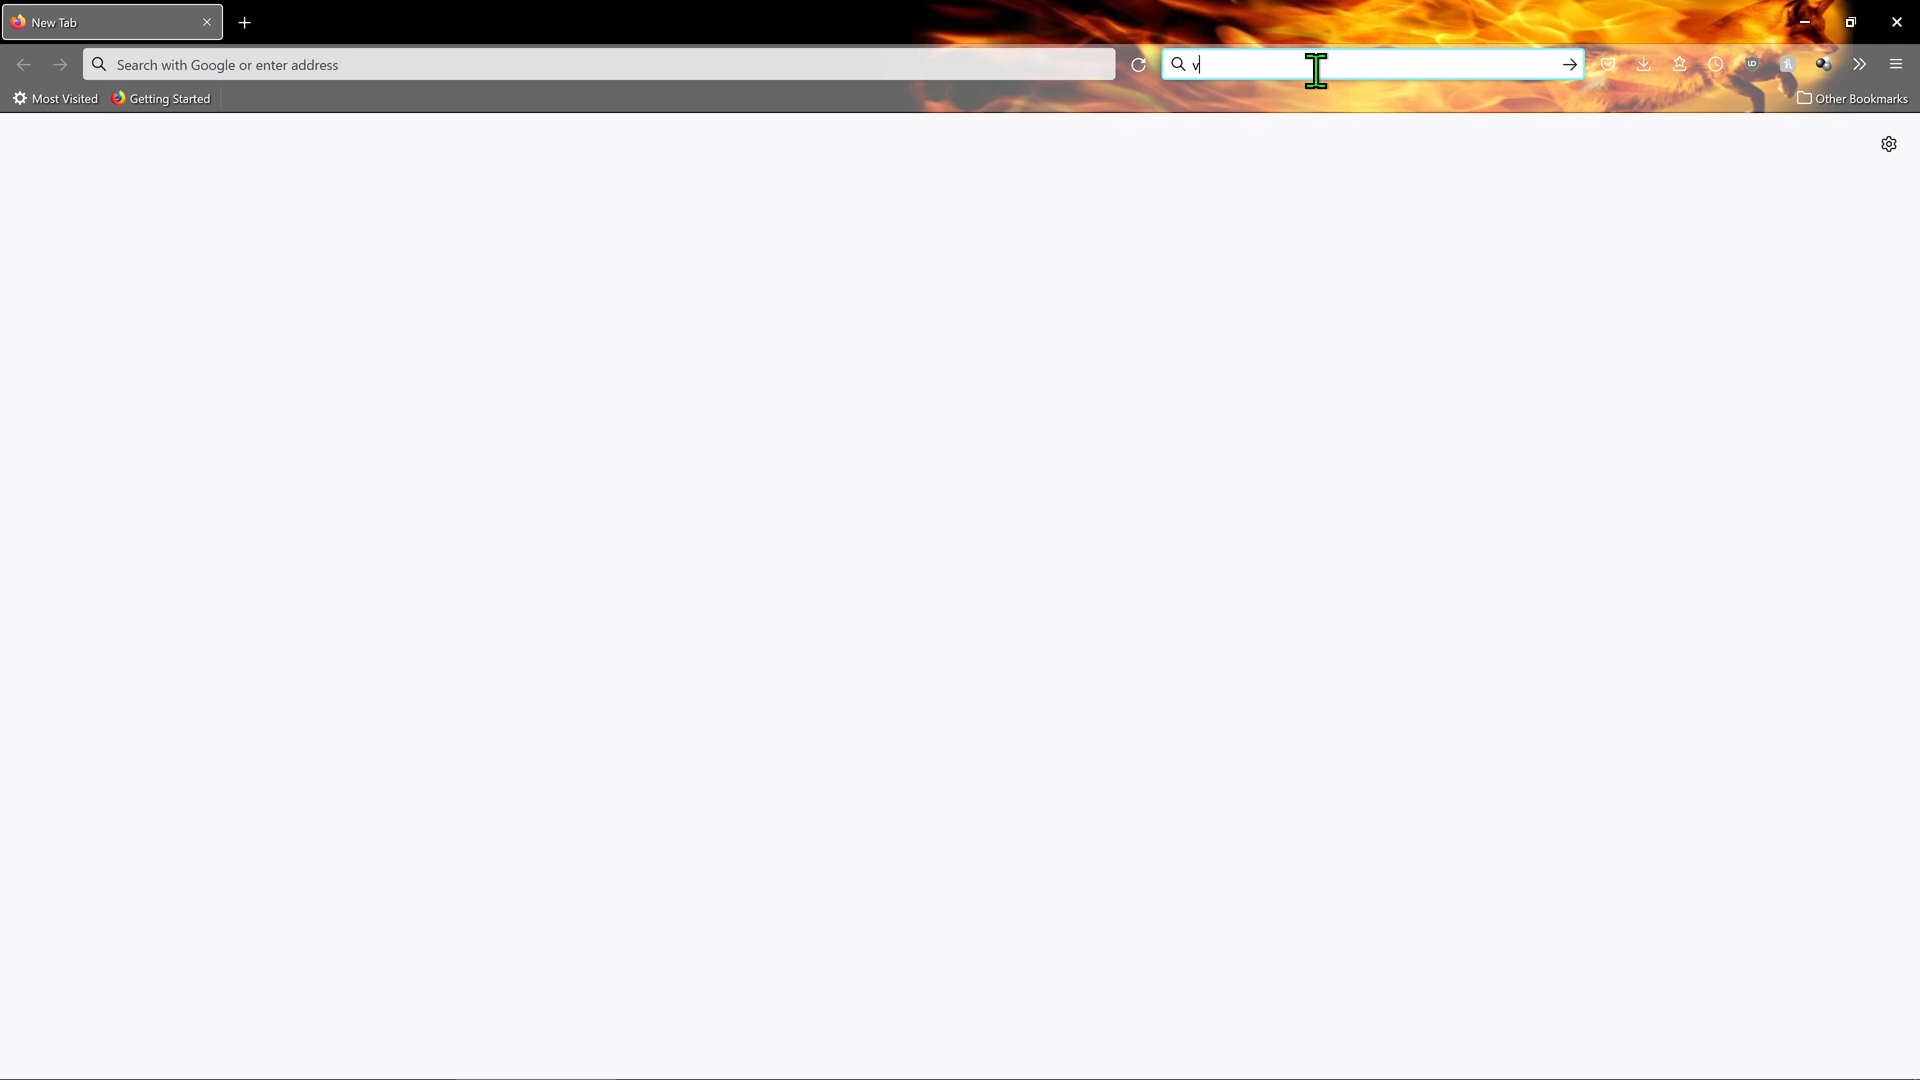 New Tab
Search with Google or enter address
v
Most Visited
Getting Started
Other Bookmarks